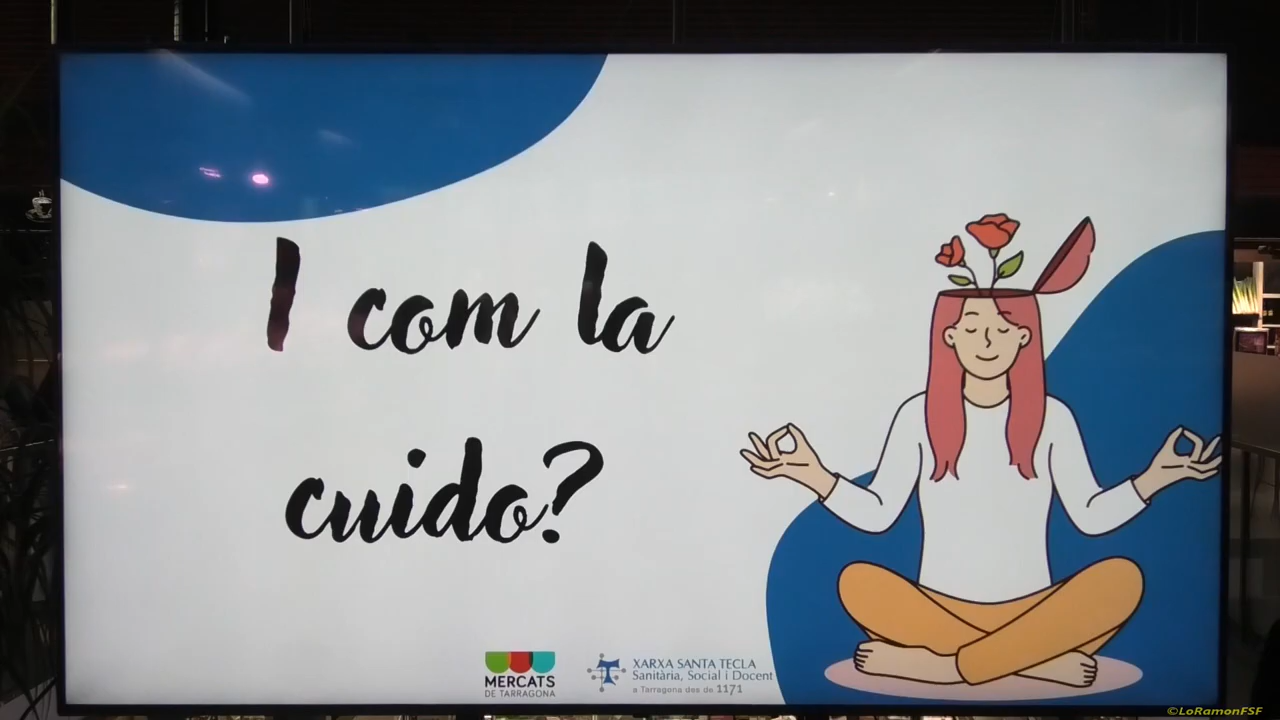 I com la
cuido?
MERCATS
DE TARRAGONA
XARXA SANTA TECLA
Sanitària, Social i Docent
a Tarragona des de 1171
©LoRamonFSF